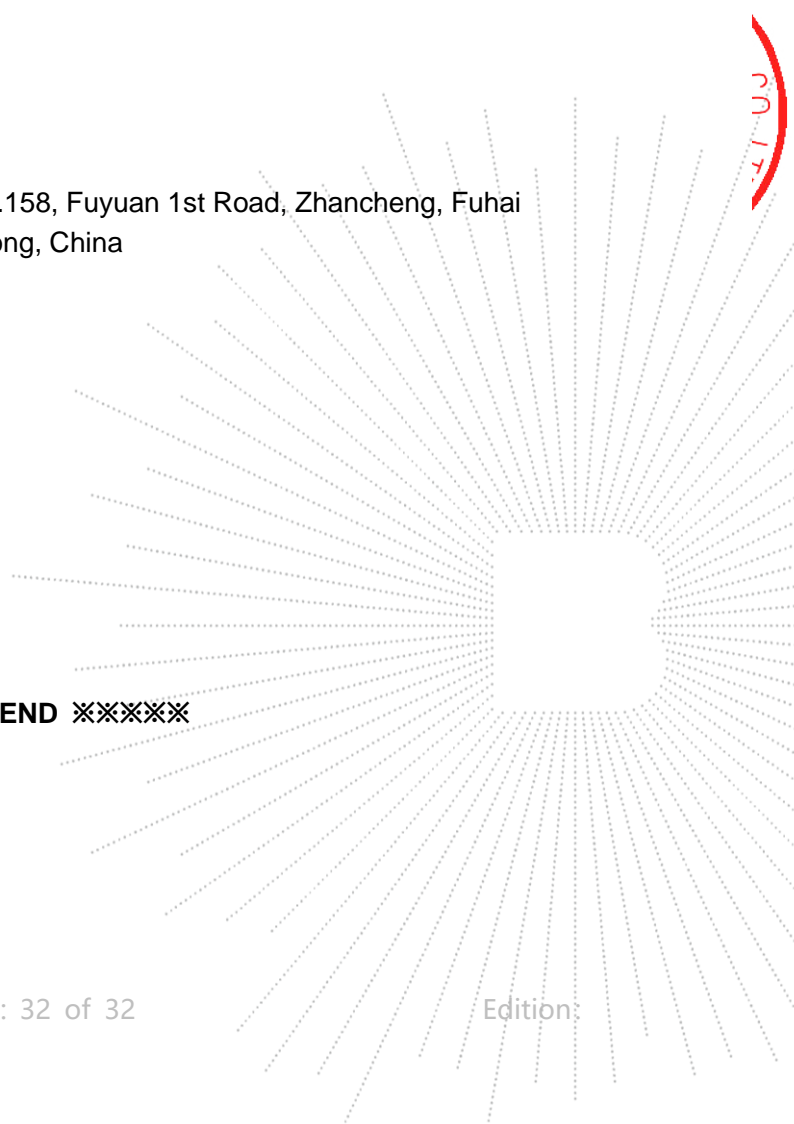 .158, Fuyuan 1st Road, Zhancheng, Fuhai
ong, China
END ※※※※※
: 32 of 32 Edition: